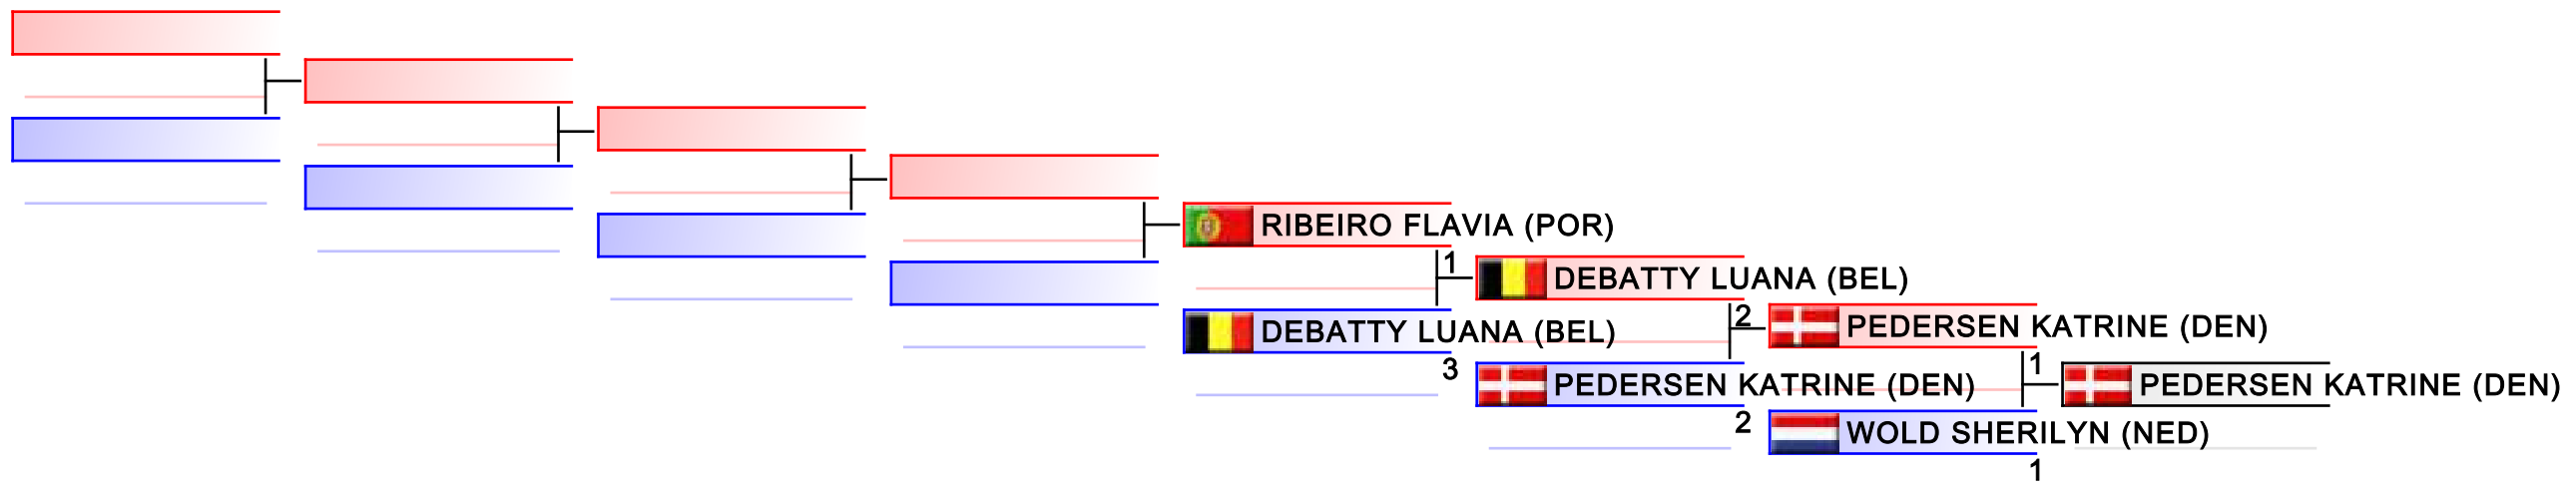 RIBEIRO FLAVIA (POR)
1
DEBATTY LUANA (BEL)
DEBATTY LUANA (BEL)
3
2
PEDERSEN KATRINE (DEN)
PEDERSEN KATRINE (DEN)
2
1
PEDERSEN KATRINE (DEN)
WOLD SHERILYN (NED)
1